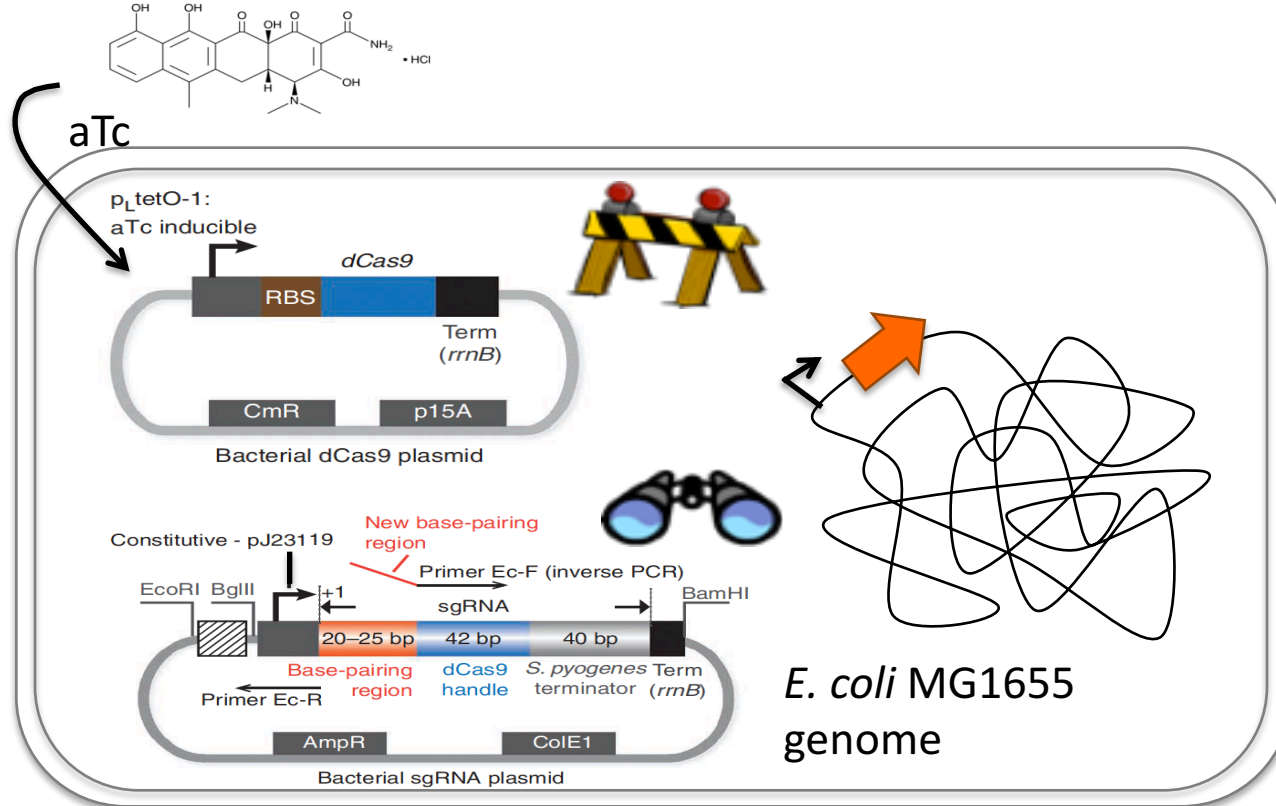 OH OH O OH O O
NH2
• HCl
H OH
N
aTc
pLtetO-1:
aTc inducible
dCas9
RBS
Term
(rrnB)
CmR p15A
Bacterial dCas9 plasmid
New base-pairing
region
Constitutive - pJ23119
Primer Ec-F (inverse PCR)
EcoRI BglII +1 sgRNA BamHI
20–25 bp 42 bp 40 bp
Base-pairing dCas9 S. pyogenes Term
region handle terminator (rrnB)
Primer Ec-R
AmpR ColE1
Bacterial sgRNA plasmid
E. coli MG1655
genome